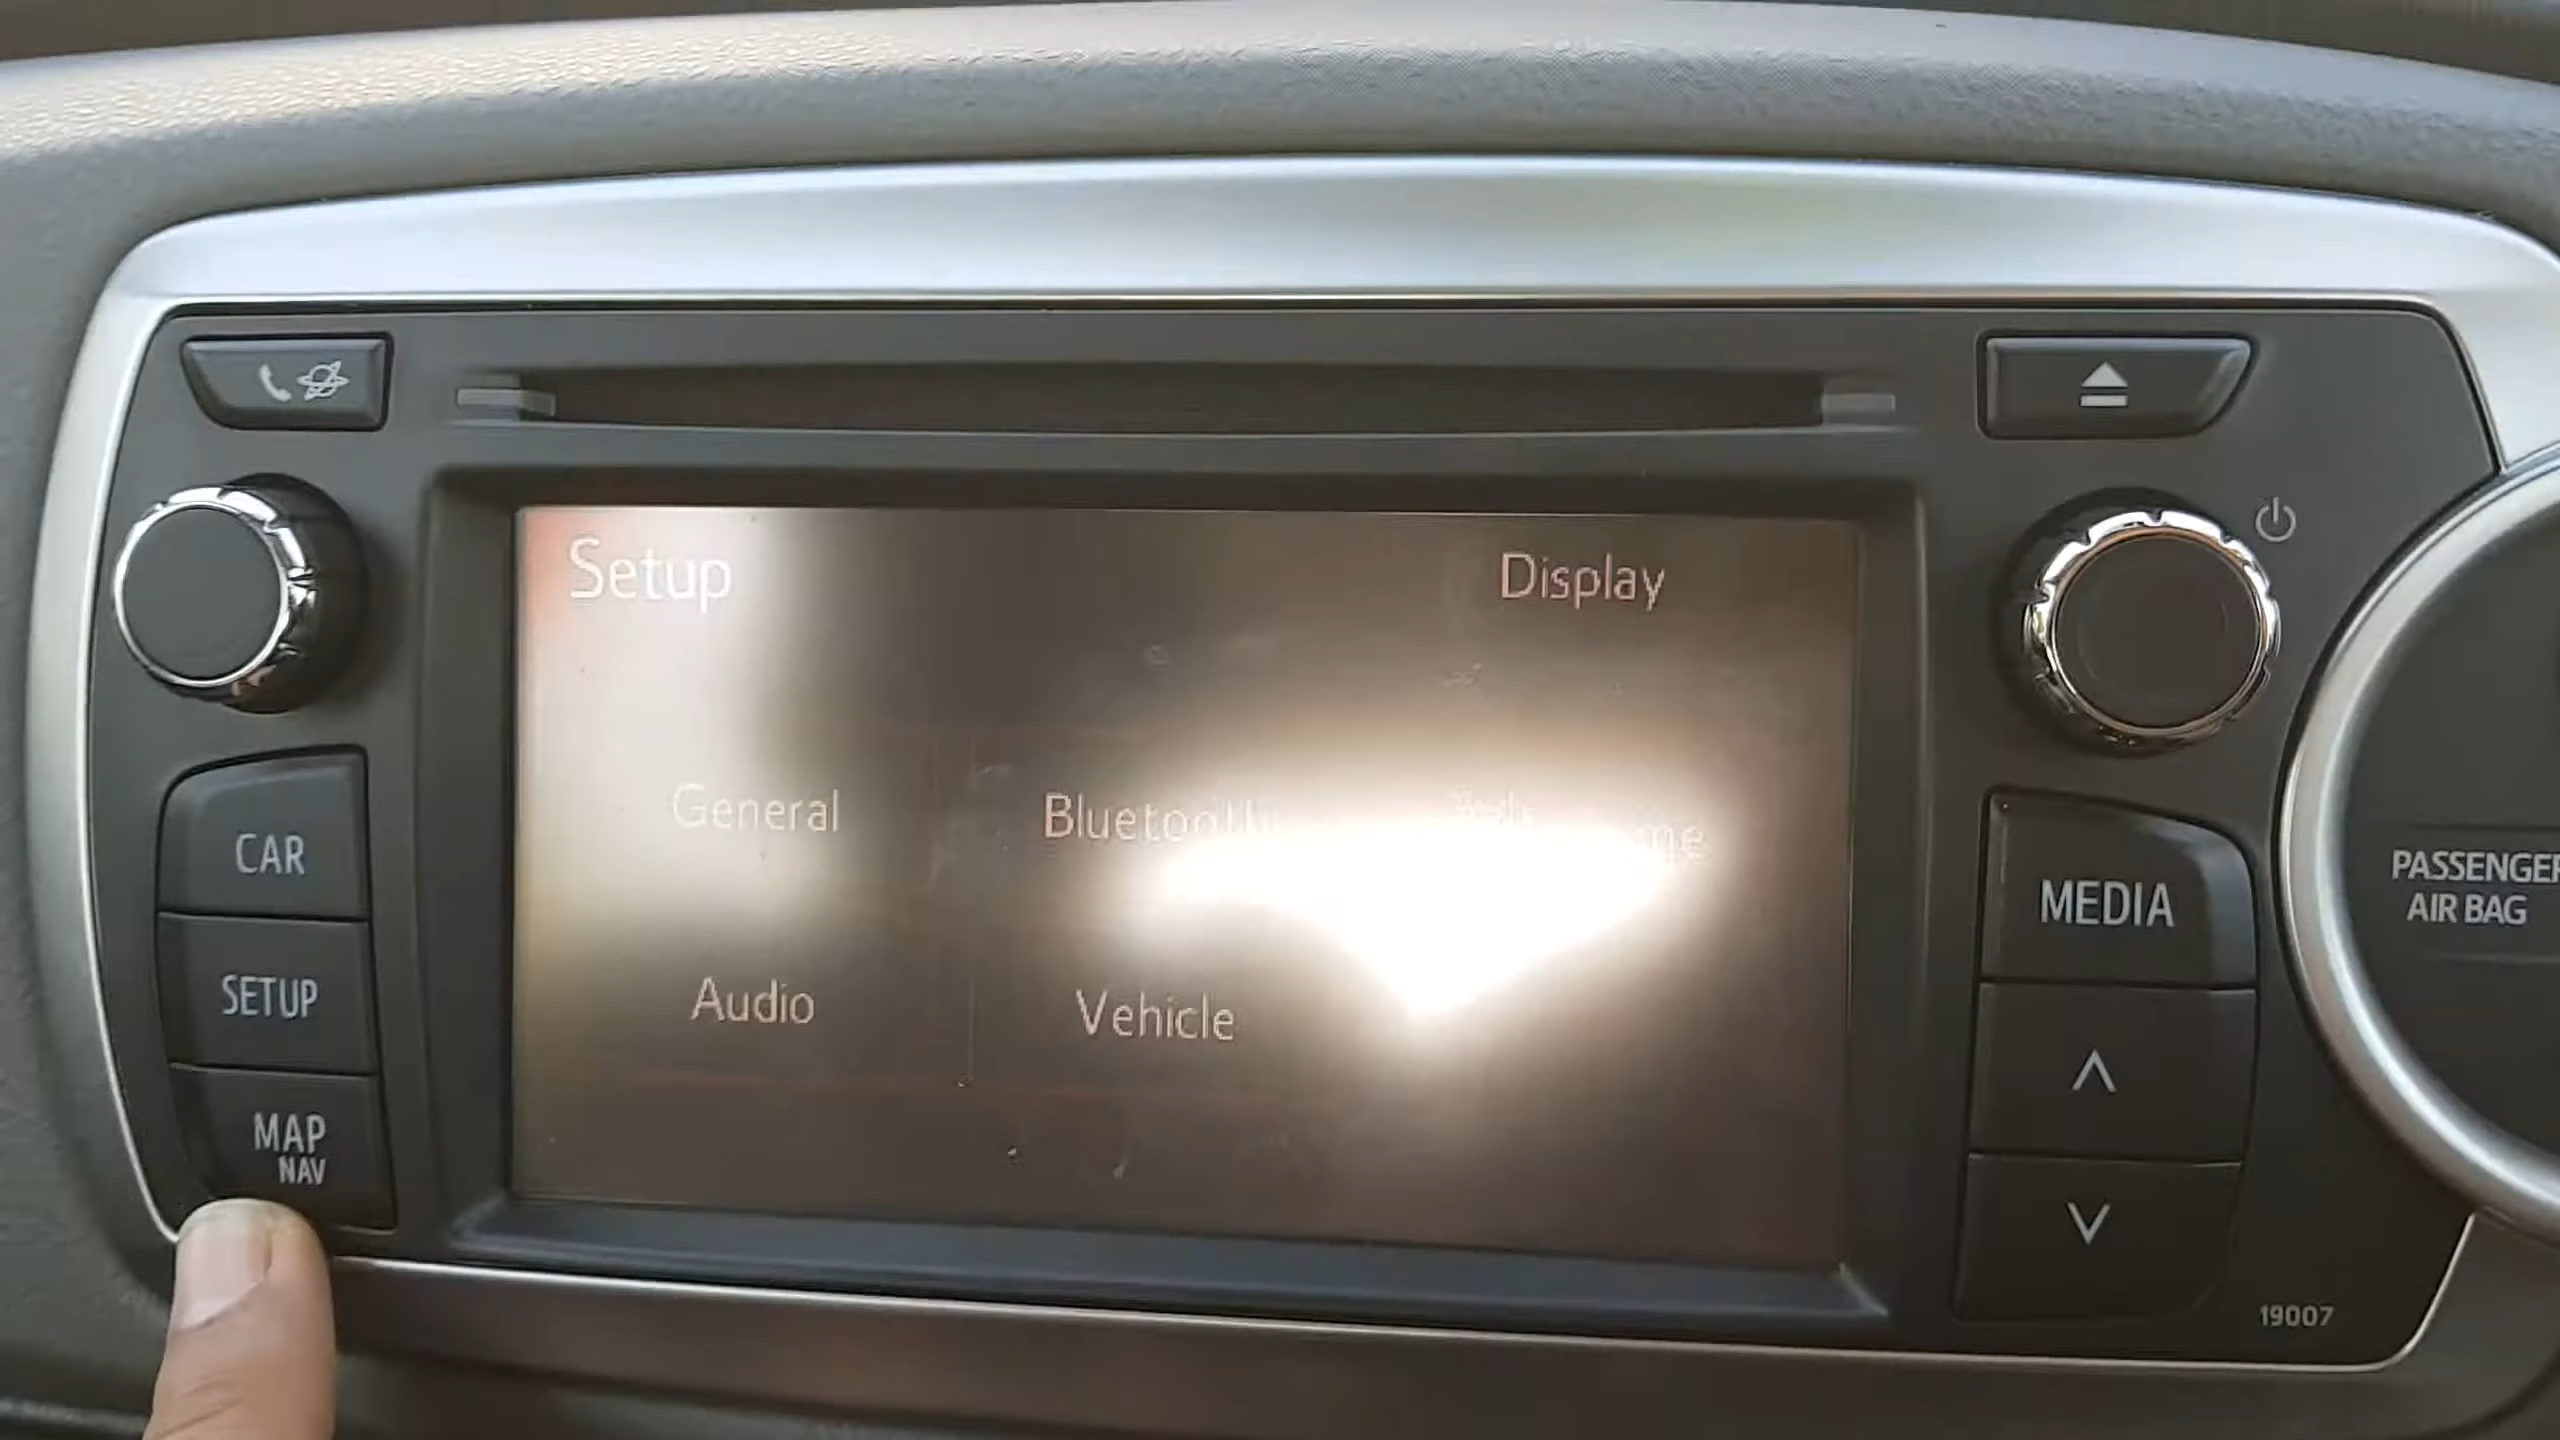 Setup
Display
General
Bluetooth
Audio
Vehicle
CAR
SETUP
MAP
NAV
MEDIA
PASSENGER
AIR BAG
19007